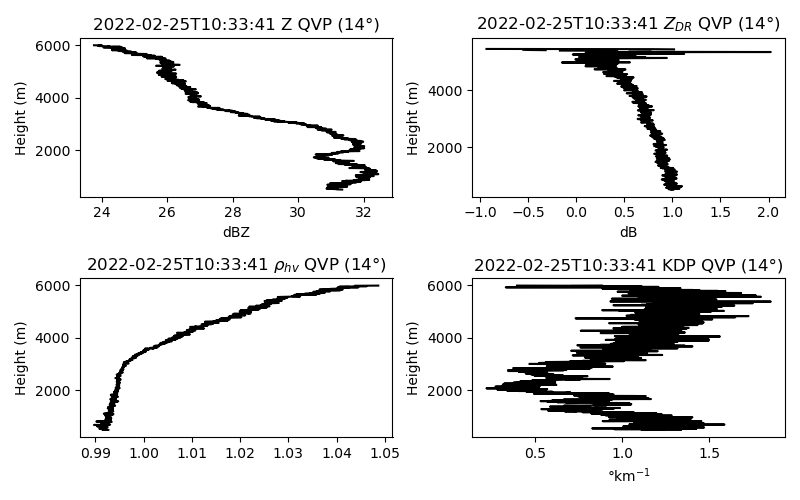 2022-02-25T10:33:41 Z QVP (14°)
6000
4000
2000
Height (m)
24 26 28 30 32
dBZ
2022-02-25T10:33:41 Z_DR QVP (14°)
4000
2000
Height (m)
−1.0 −0.5 0.0 0.5 1.0 1.5 2.0
dB
2022-02-25T10:33:41 ρ_hv QVP (14°)
6000
4000
2000
Height (m)
0.99 1.00 1.01 1.02 1.03 1.04 1.05
2022-02-25T10:33:41 KDP QVP (14°)
6000
4000
2000
Height (m)
0.5 1.0 1.5
°km⁻¹